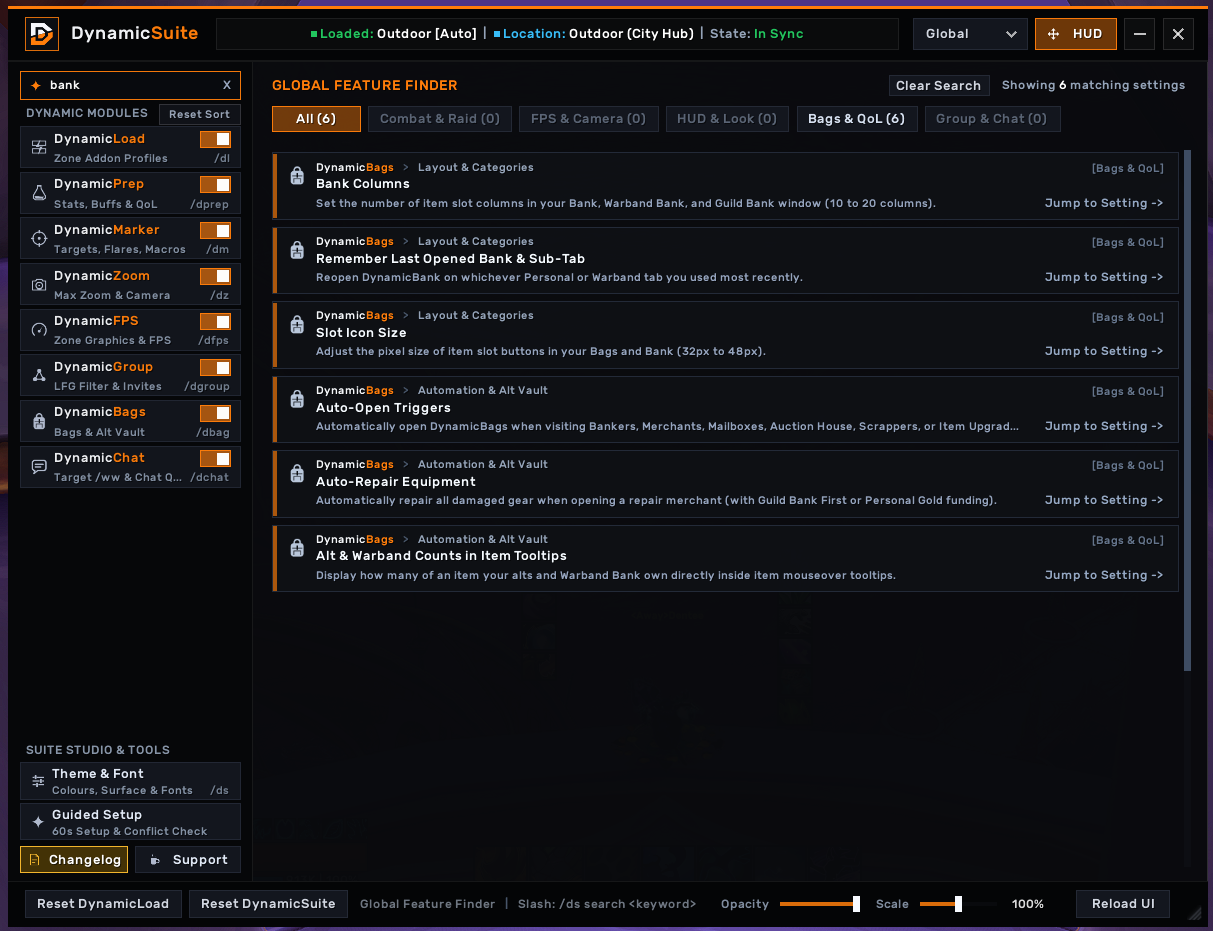 DynamicSuite
Loaded: Outdoor [Auto] | Location: Outdoor (City Hub) | State: In Sync
Global
HUD
bank
X
DYNAMIC MODULES
Reset Sort
DynamicLoad
Zone Addon Profiles
/dl
DynamicPrep
Stats, Buffs & QoL
/dprep
DynamicMarker
Targets, Flares, Macros
/dm
DynamicZoom
Max Zoom & Camera
/dz
DynamicFPS
Zone Graphics & FPS
/dfps
DynamicGroup
LFG Filter & Invites
/dgroup
DynamicBags
Bags & Alt Vault
/dbag
DynamicChat
Target /ww & Chat Q...
/dchat
SUITE STUDIO & TOOLS
Theme & Font
Colours, Surface & Fonts
/ds
Guided Setup
60s Setup & Conflict Check
Changelog
Support
GLOBAL FEATURE FINDER
Clear Search
Showing 6 matching settings
All (6)
Combat & Raid (0)
FPS & Camera (0)
HUD & Look (0)
Bags & QoL (6)
Group & Chat (0)
DynamicBags > Layout & Categories
[Bags & QoL]
Bank Columns
Set the number of item slot columns in your Bank, Warband Bank, and Guild Bank window (10 to 20 columns).
Jump to Setting ->
DynamicBags > Layout & Categories
[Bags & QoL]
Remember Last Opened Bank & Sub-Tab
Reopen DynamicBank on whichever Personal or Warband tab you used most recently.
Jump to Setting ->
DynamicBags > Layout & Categories
[Bags & QoL]
Slot Icon Size
Adjust the pixel size of item slot buttons in your Bags and Bank (32px to 48px).
Jump to Setting ->
DynamicBags > Automation & Alt Vault
[Bags & QoL]
Auto-Open Triggers
Automatically open DynamicBags when visiting Bankers, Merchants, Mailboxes, Auction House, Scrappers, or Item Upgrad...
Jump to Setting ->
DynamicBags > Automation & Alt Vault
[Bags & QoL]
Auto-Repair Equipment
Automatically repair all damaged gear when opening a repair merchant (with Guild Bank First or Personal Gold funding).
Jump to Setting ->
DynamicBags > Automation & Alt Vault
[Bags & QoL]
Alt & Warband Counts in Item Tooltips
Display how many of an item your alts and Warband Bank own directly inside item mouseover tooltips.
Jump to Setting ->
Reset DynamicLoad
Reset DynamicSuite
Global Feature Finder | Slash: /ds search <keyword>
Opacity
Scale
100%
Reload UI